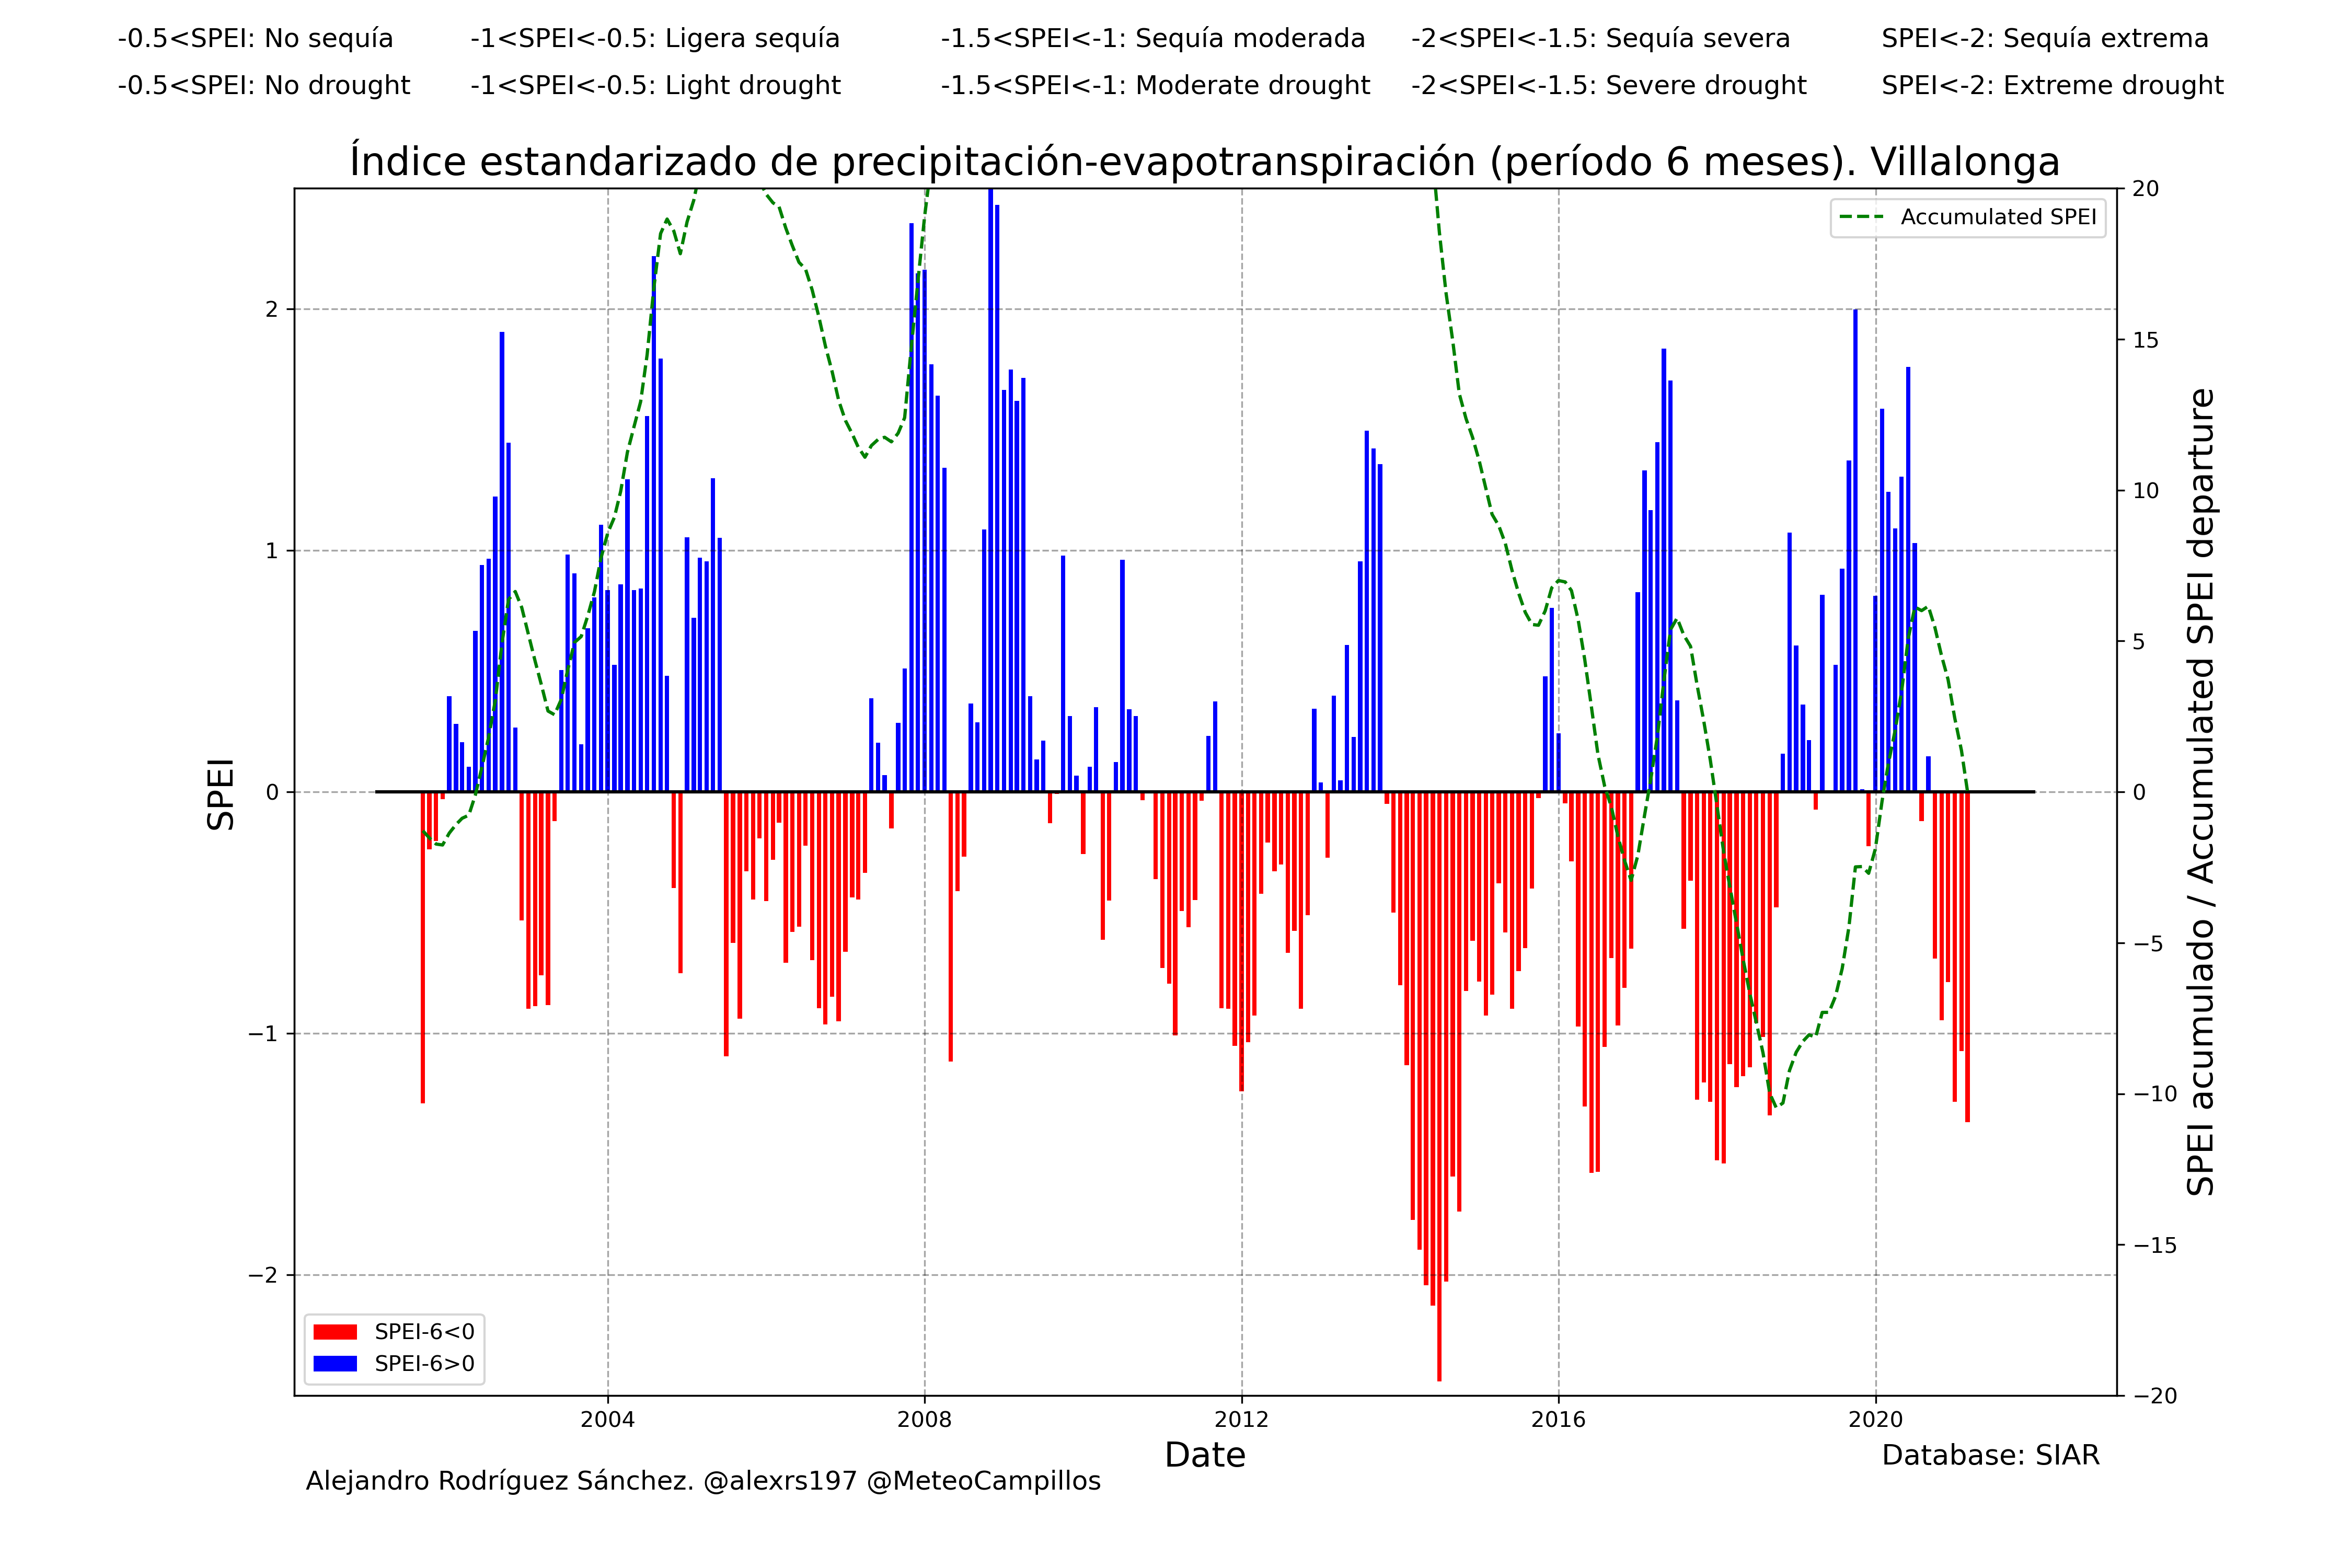 -0.5<SPEI: No sequía -1<SPEI<-0.5: Ligera sequía -1.5<SPEI<-1: Sequía moderada -2<SPEI<-1.5: Sequía severa SPEI<-2: Sequía extrema
-0.5<SPEI: No drought -1<SPEI<-0.5: Light drought -1.5<SPEI<-1: Moderate drought -2<SPEI<-1.5: Severe drought SPEI<-2: Extreme drought
Índice estandarizado de precipitación-evapotranspiración (período 6 meses). Villalonga
Accumulated SPEI
SPEI
2
1
0
−1
−2
20
15
10
5
0
−5
−10
−15
−20
SPEI acumulado / Accumulated SPEI departure
SPEI-6<0
SPEI-6>0
2004 2008 2012 2016 2020
Date
Database: SIAR
Alejandro Rodríguez Sánchez. @alexrs197 @MeteoCampillos